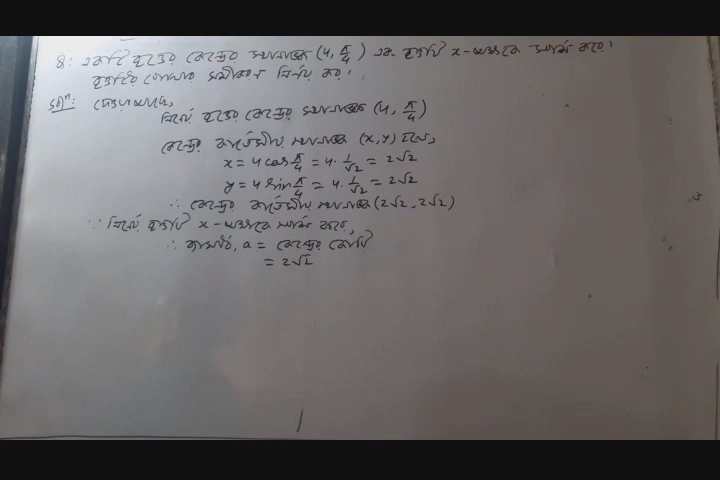 Q: একটি বৃত্তের কেন্দ্রের স্থানাঙ্ক (4, π/4) এবং বৃত্তটি x-অক্ষকে স্পর্শ করে।
বৃত্তটির পোলার সমীকরণ নির্ণয় কর।
Solⁿ: দেওয়া আছে,
নির্ণেয় বৃত্তের কেন্দ্রের স্থানাঙ্ক (4, π/4)
কেন্দ্রের কার্তেসীয় স্থানাঙ্ক (x, y) হলে,
x = 4 cos π/4 = 4. 1/√2 = 2√2
y = 4 sin π/4 = 4. 1/√2 = 2√2
∴ কেন্দ্রের কার্তেসীয় স্থানাঙ্ক (2√2, 2√2)
∵ নির্ণেয় বৃত্তটি x-অক্ষকে স্পর্শ করে,
∴ ব্যাসার্ধ, a = কেন্দ্রের কোটি
= 2√2